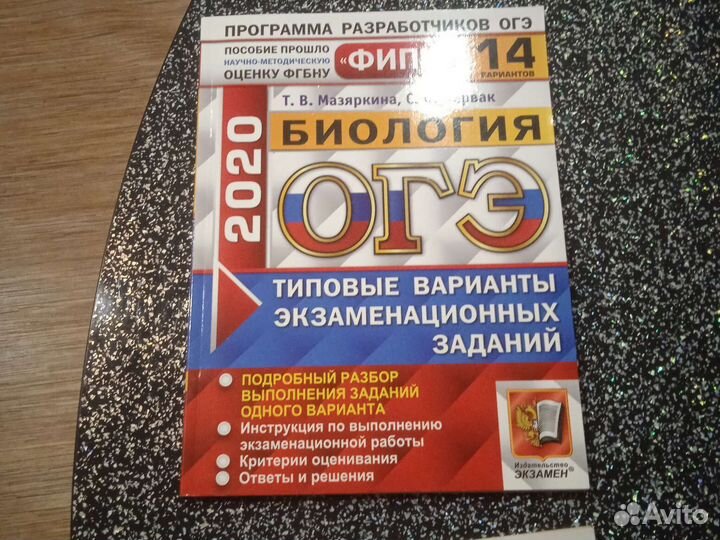 ПРОГРАММА РАЗРАБОТЧИКОВ ОГЭ
ПОСОБИЕ ПРОШЛО
НАУЧНО-МЕТОДИЧЕСКУЮ
ОЦЕНКУ ФГБНУ
14
ВАРИАНТОВ
Т. В. Мазяркина, С.
БИОЛОГИЯ
2020
ОГЭ
ТИПОВЫЕ ВАРИАНТЫ
ЭКЗАМЕНАЦИОННЫХ
ЗАДАНИЙ
ПОДРОБНЫЙ РАЗБОР
ВЫПОЛНЕНИЯ ЗАДАНИЙ
ОДНОГО ВАРИАНТА
Инструкция по выполнению
экзаменационной работы
Критерии оценивания
Ответы и решения
Издательство
ЭКЗАМЕН®
Avito